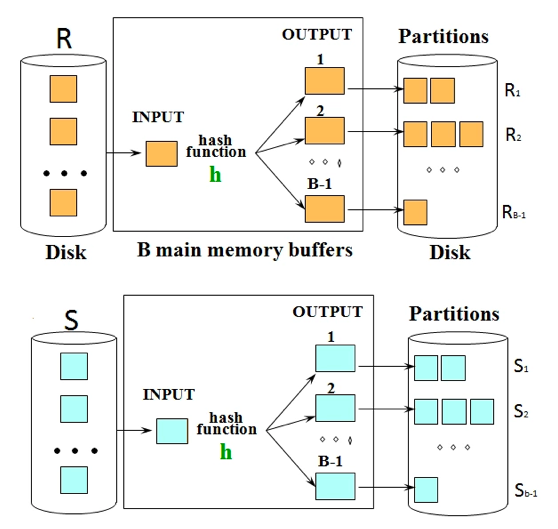 R
OUTPUT
Partitions
1
R1
INPUT
2
hash
function
R2
h
B-1
RB-1
Disk
B main memory buffers
Disk
S
OUTPUT
Partitions
1
S1
INPUT
2
hash
function
S2
h
B-1
Sb-1